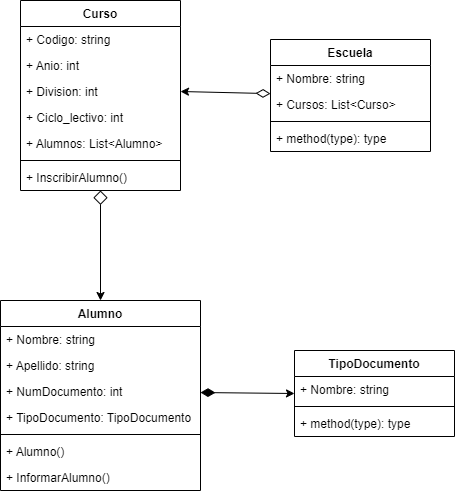 Curso
+ Codigo: string
+ Anio: int
+ Division: int
+ Ciclo_lectivo: int
+ Alumnos: List<Alumno>
+ InscribirAlumno()
Escuela
+ Nombre: string
+ Cursos: List<Curso>
+ method(type): type
Alumno
+ Nombre: string
+ Apellido: string
+ NumDocumento: int
+ TipoDocumento: TipoDocumento
+ Alumno()
+ InformarAlumno()
TipoDocumento
+ Nombre: string
+ method(type): type